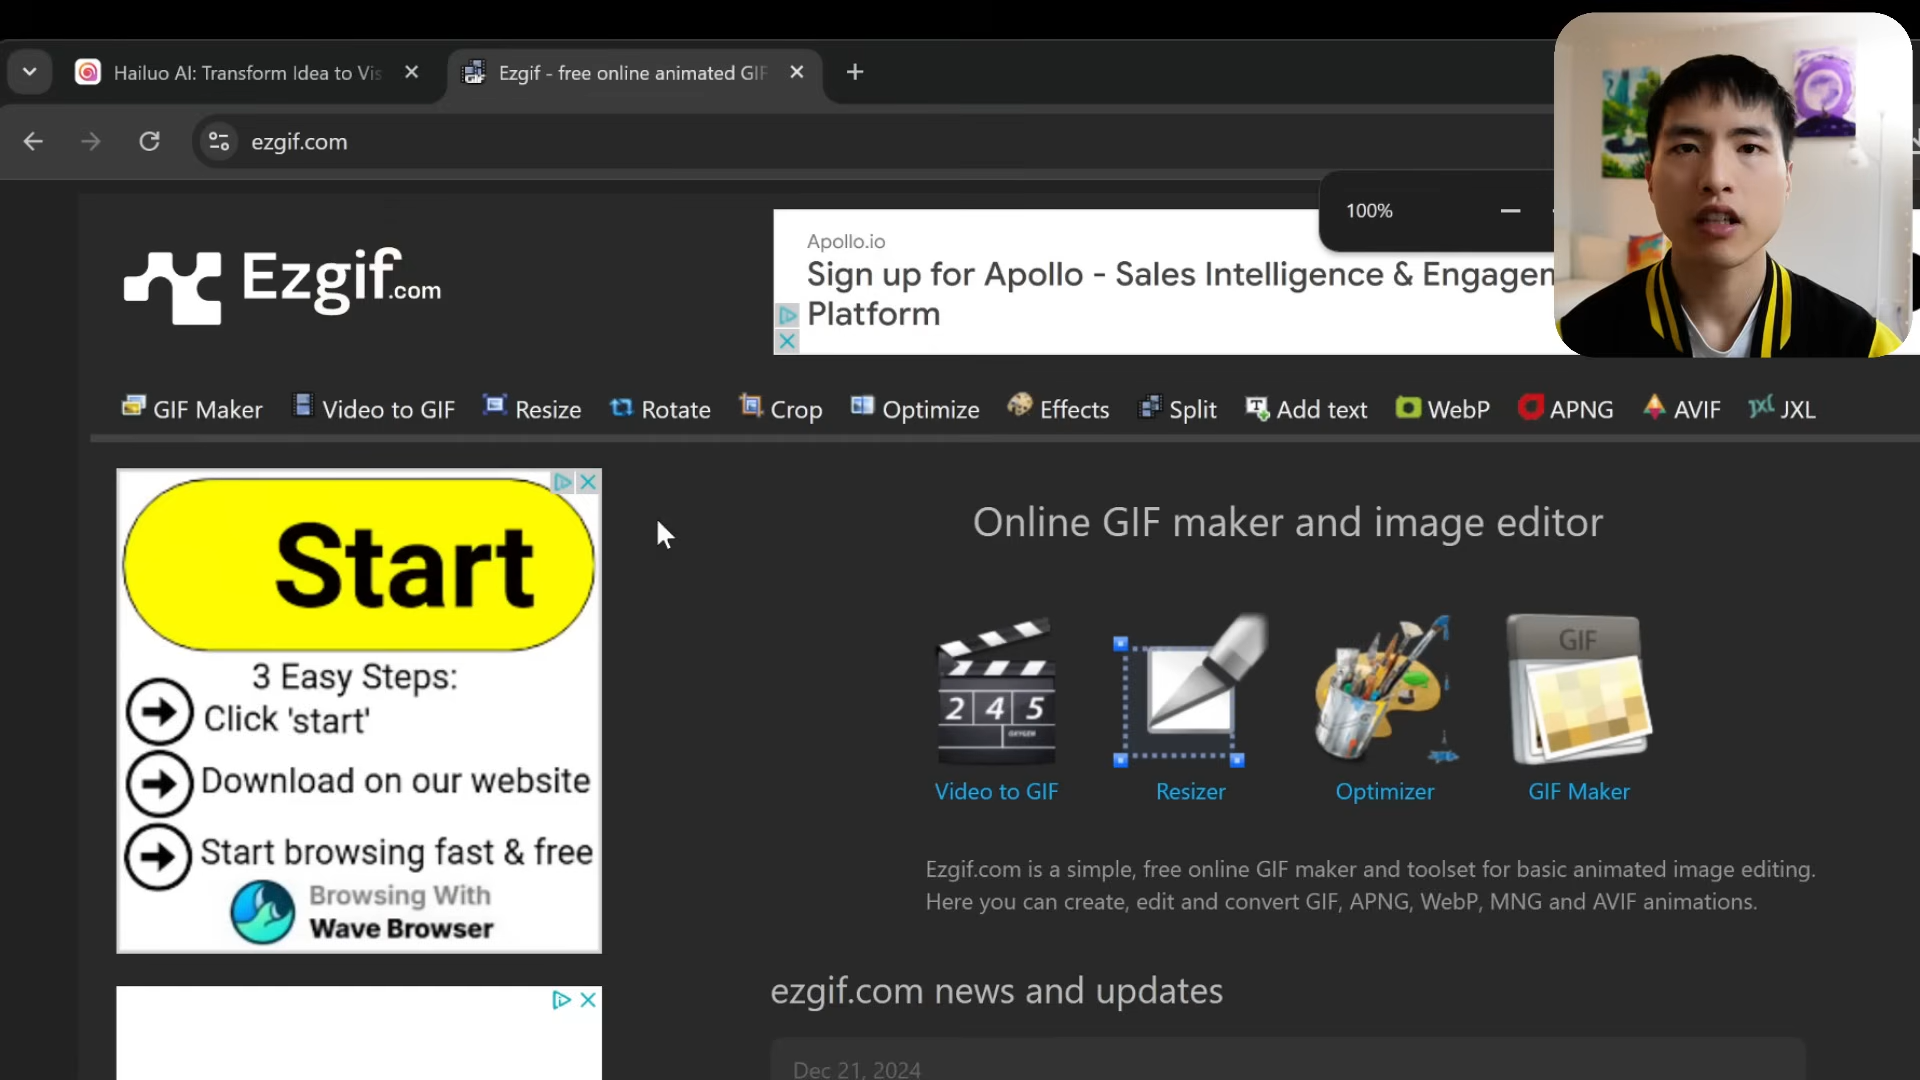 Hailuo AI: Transform Idea to Vis
Ezgif - free online animated GIF
ezgif.com
100%
Ezgif.com
Apollo.io
Sign up for Apollo - Sales Intelligence & Engagen
Platform
GIF Maker
Video to GIF
Resize
Rotate
Crop
Optimize
Effects
Split
Add text
WebP
APNG
AVIF
JXL
JXL
Start
3 Easy Steps:
Click 'start'
Download on our website
Start browsing fast & free
Browsing With
Wave Browser
Online GIF maker and image editor
2 4 5
GIF
Video to GIF
Resizer
Optimizer
GIF Maker
Ezgif.com is a simple, free online GIF maker and toolset for basic animated image editing.
Here you can create, edit and convert GIF, APNG, WebP, MNG and AVIF animations.
ezgif.com news and updates
Dec 21, 2024